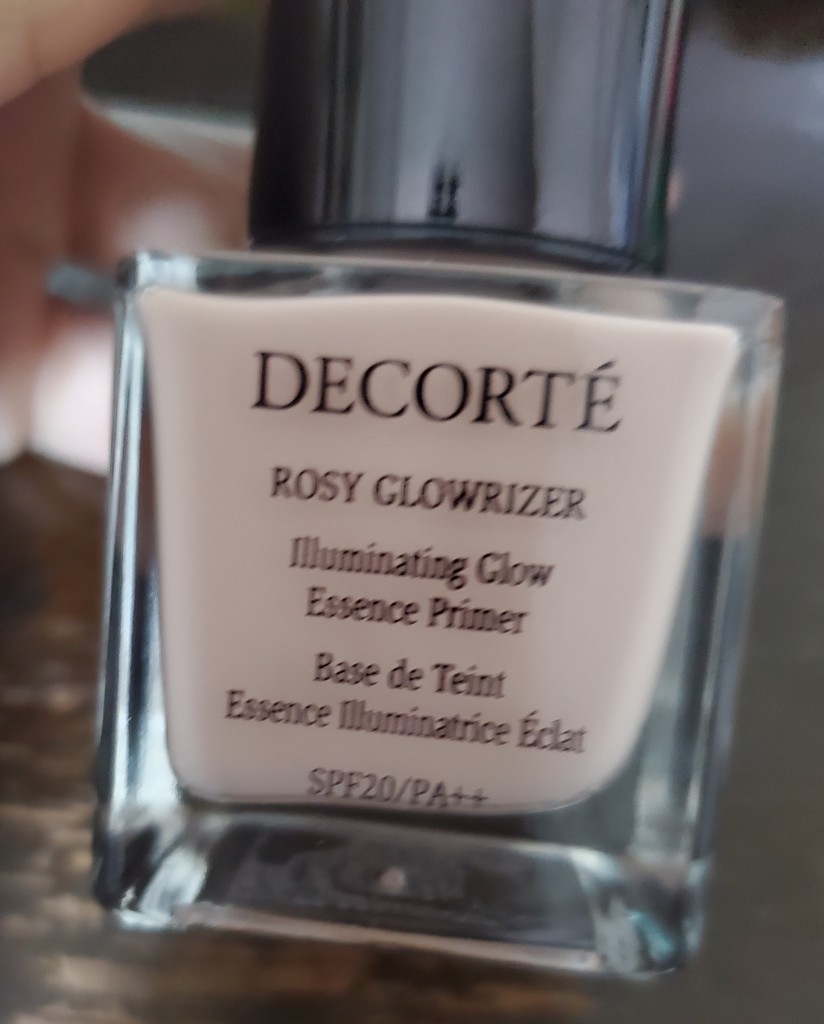 DECORTÉ
ROSY GLOWRIZER
Illuminating Glow
Essence Primer
Base de Teint
Essence Illuminatrice Éclat
SPF20/PA++